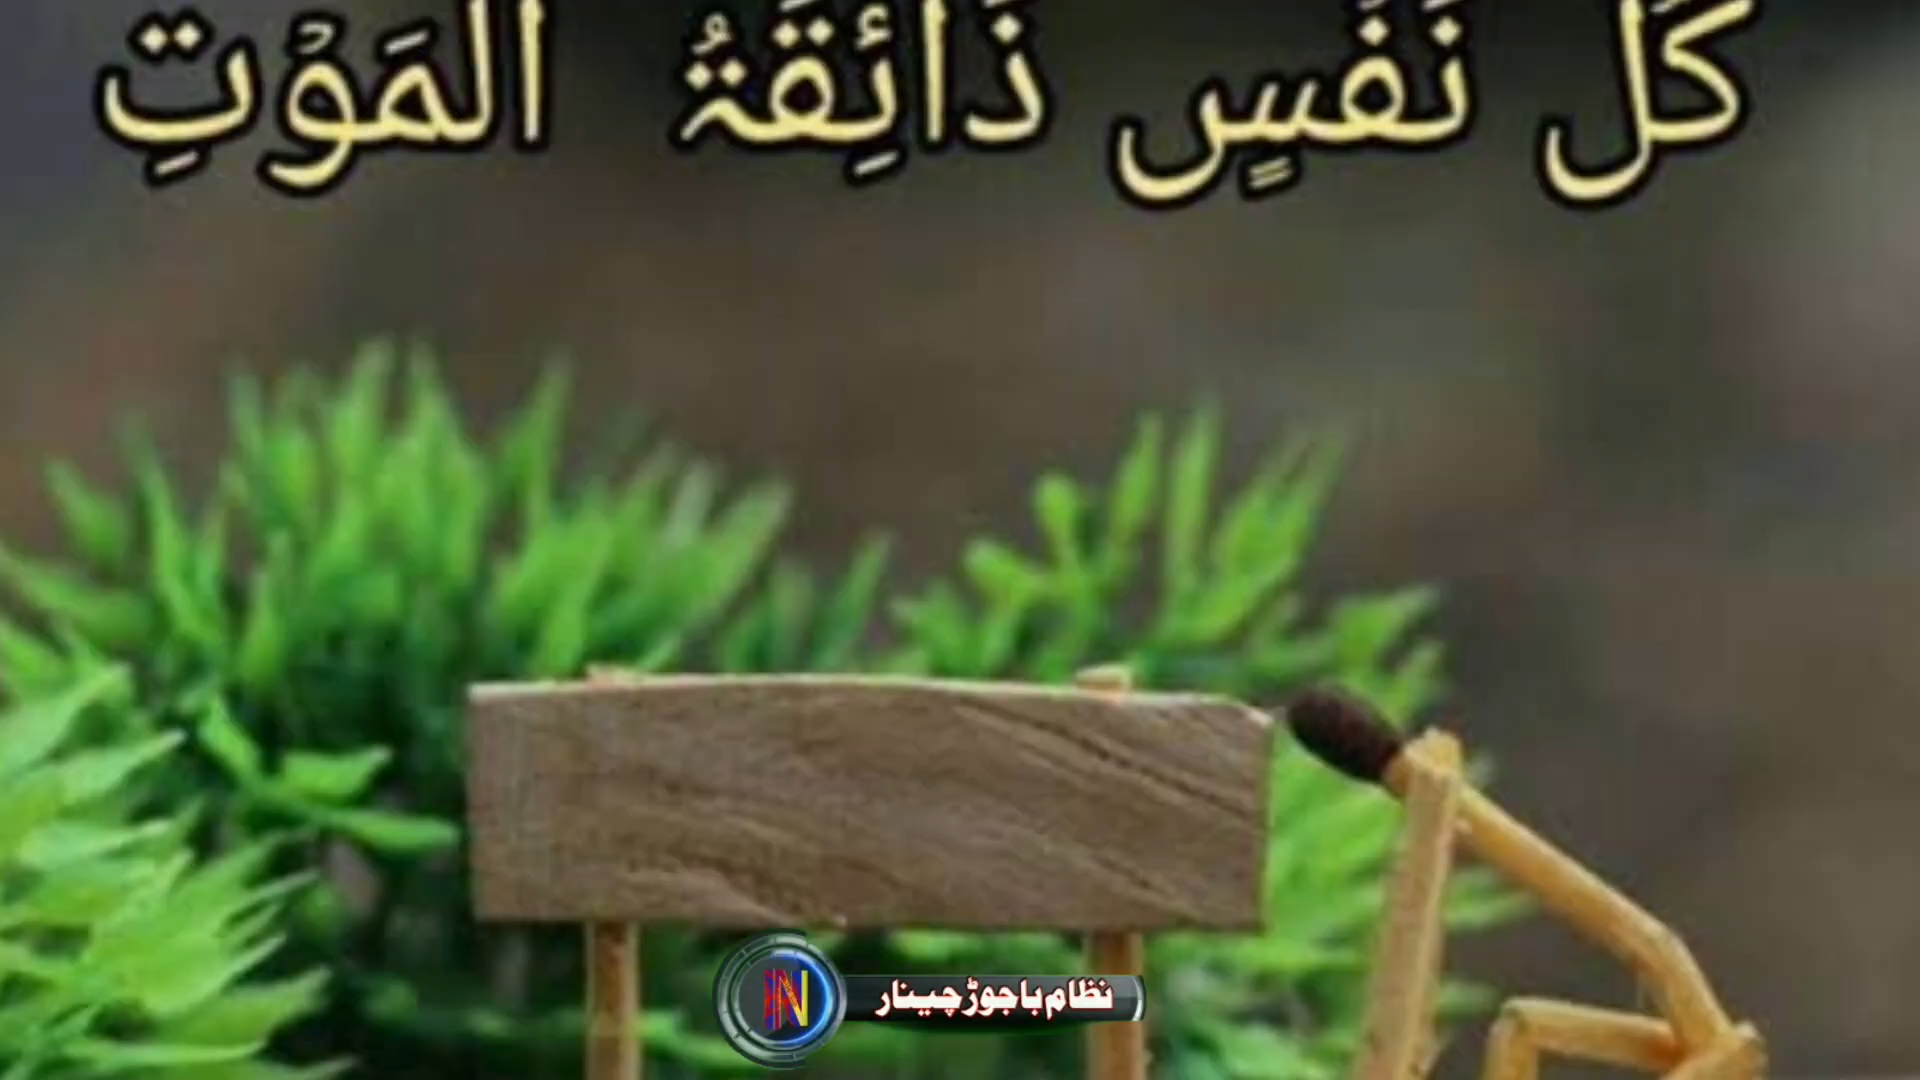 كُلُّ نَفْسٍ ذَائِقَةُ الْمَوْتِ
نظام باجوڑ چینار